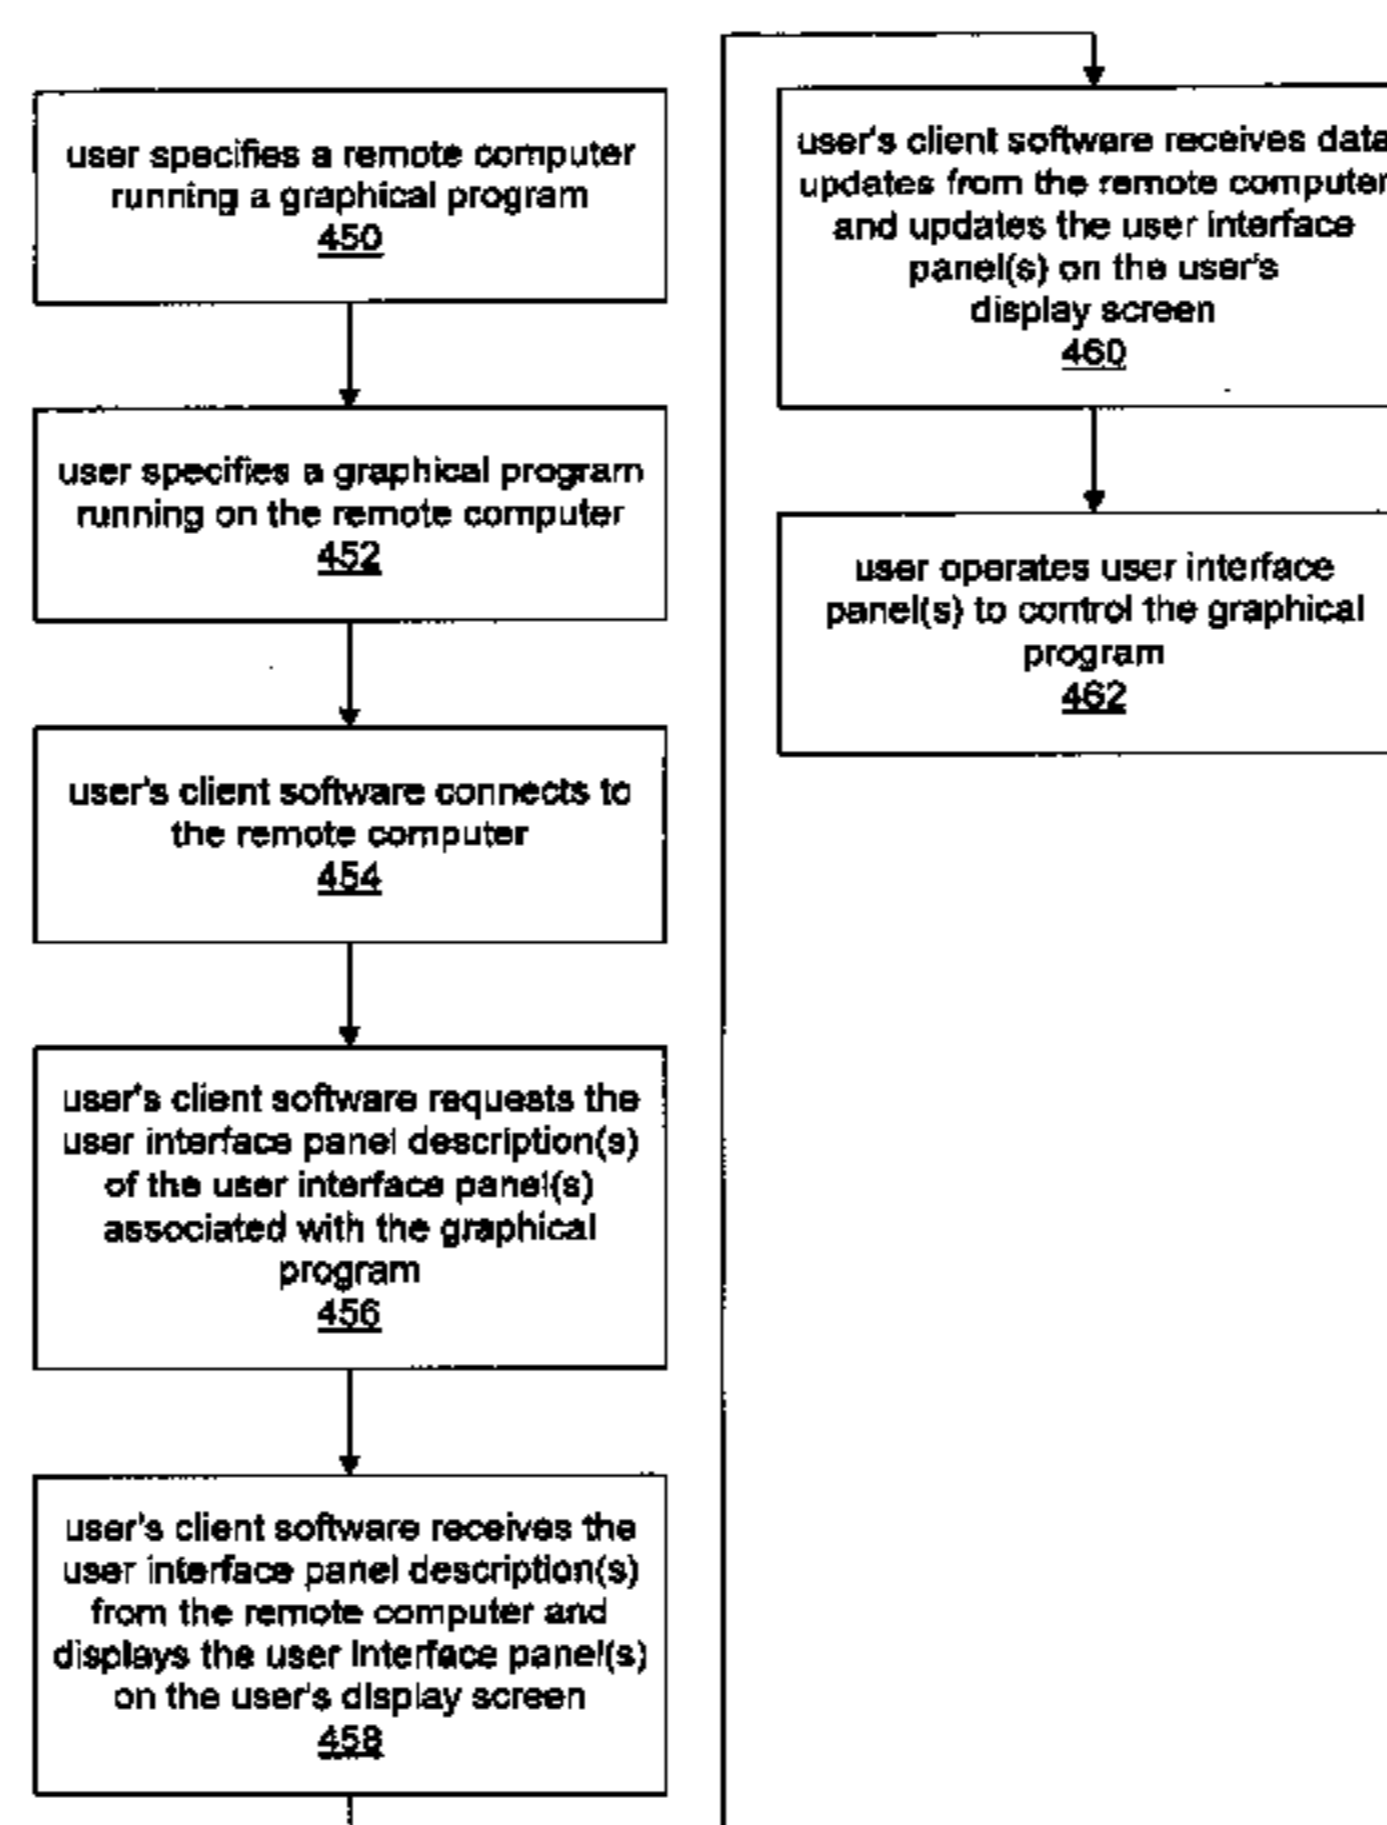 user specifies a remote computer
running a graphical program
450
user specifies a graphical program
running on the remote computer
452
user's client software connects to
the remote computer
454
user's client software requests the
user interface panel description(s)
of the user interface panel(s)
associated with the graphical
program
456
user's client software receives the
user interface panel description(s)
from the remote computer and
displays the user interface panel(s)
on the user's display screen
458
user's client software receives data
updates from the remote computer
and updates the user interface
panel(s) on the user's
display screen
460
user operates user interface
panel(s) to control the graphical
program
462